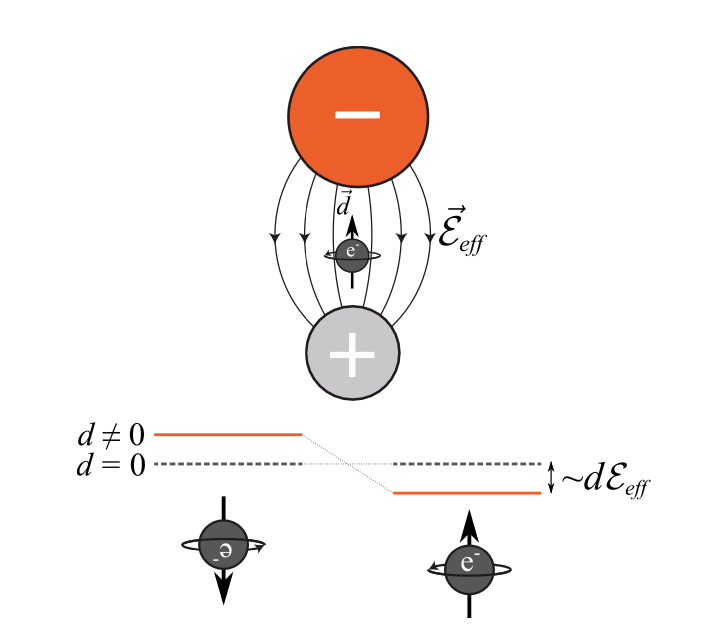 −
d⃗
e⁻
ℰ⃗eff
+
d ≠ 0
d = 0
~dℰeff
e⁻
e⁻